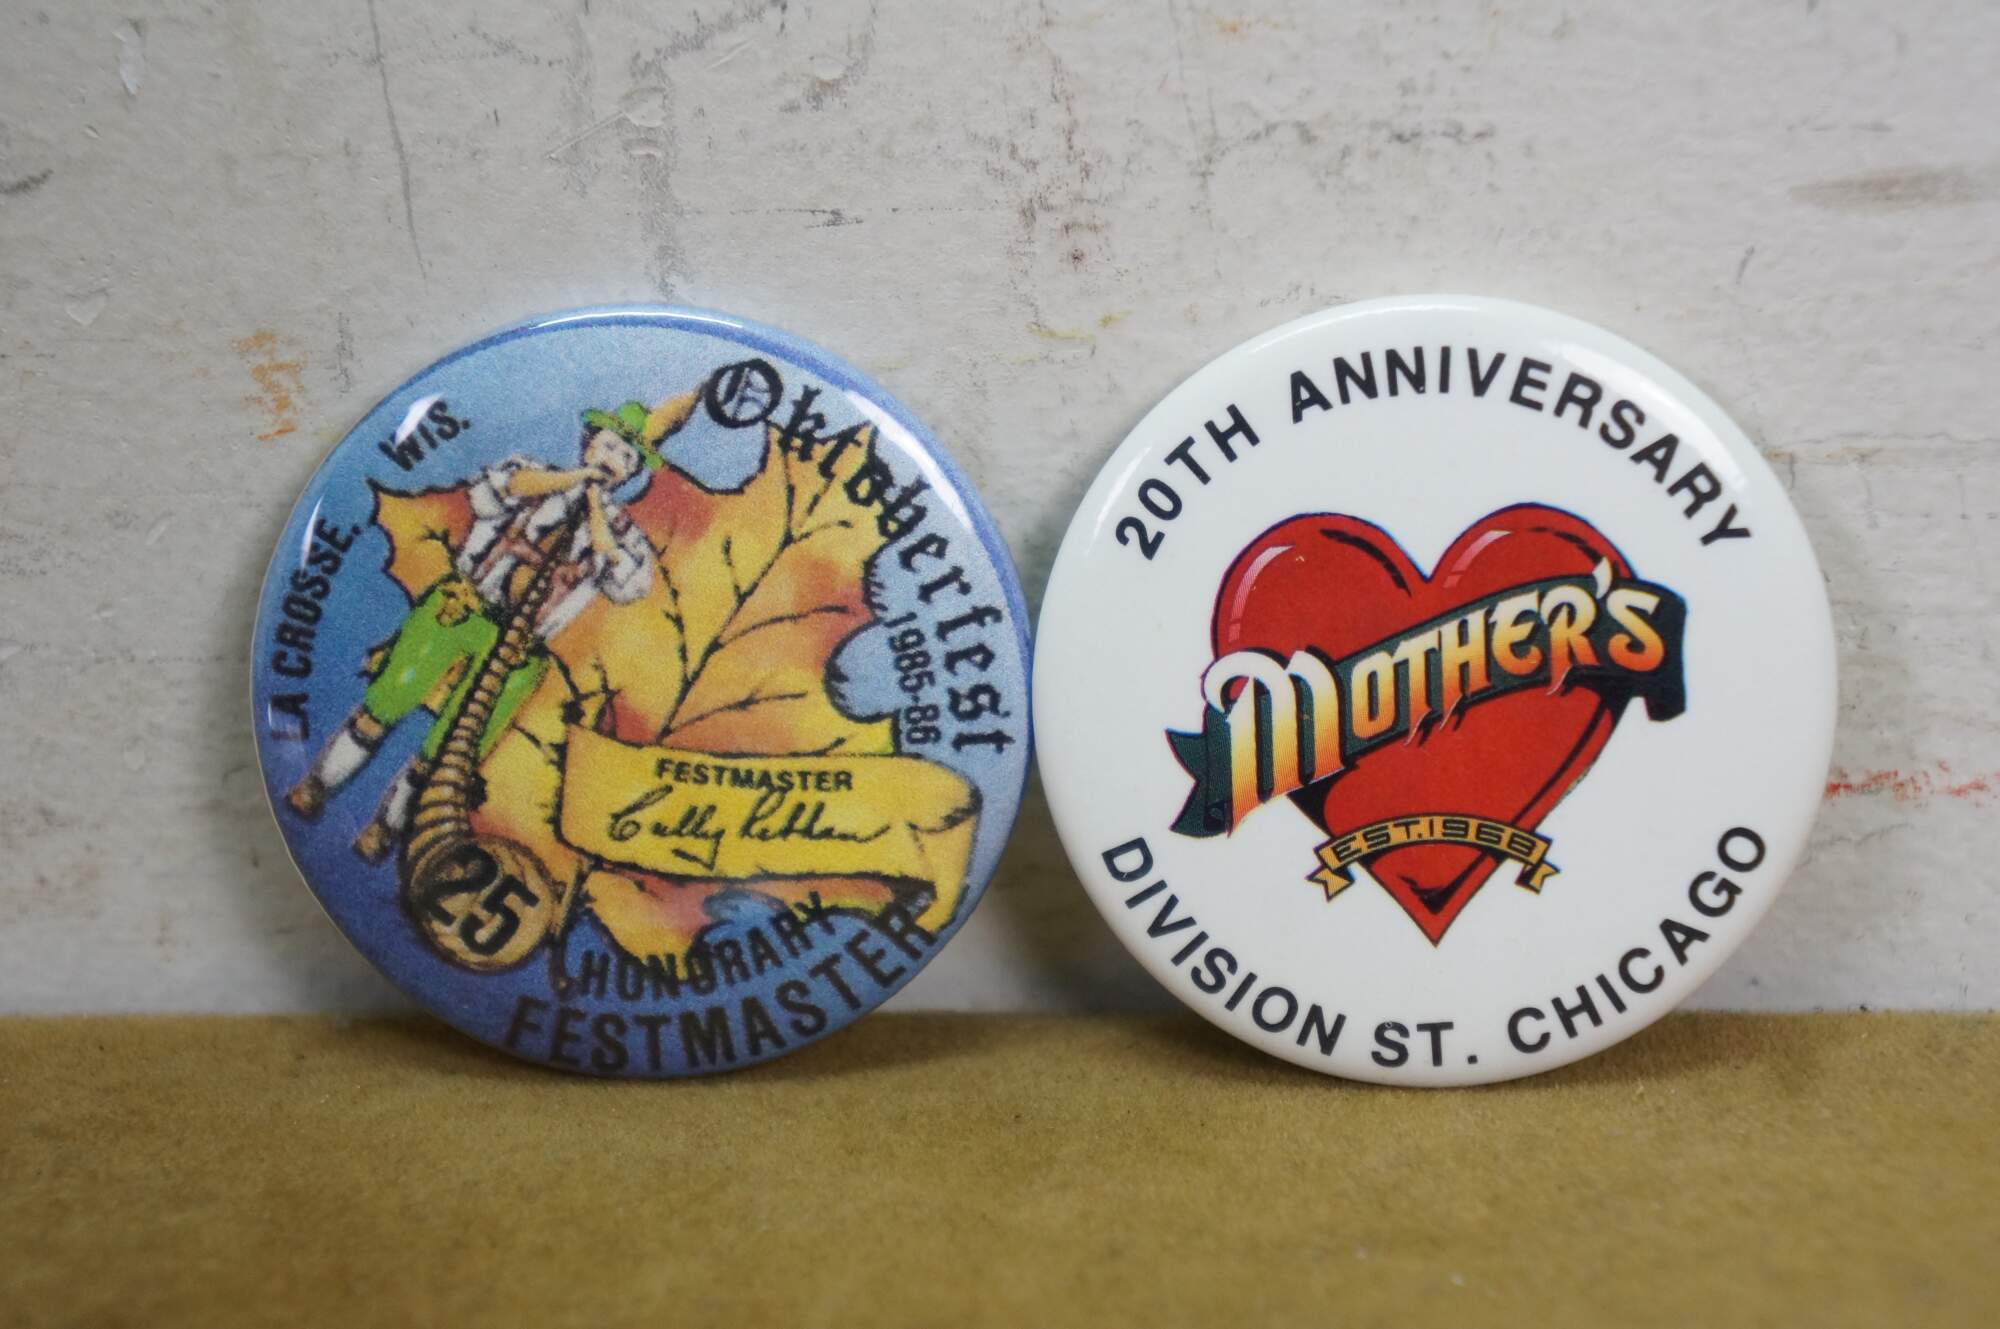 LA CROSSE, WIS.
Oktoberfest
1985-86
FESTMASTER
25
HONORARY
FESTMASTER
20TH ANNIVERSARY
MOTHER'S
EST. 1968
DIVISION ST. CHICAGO